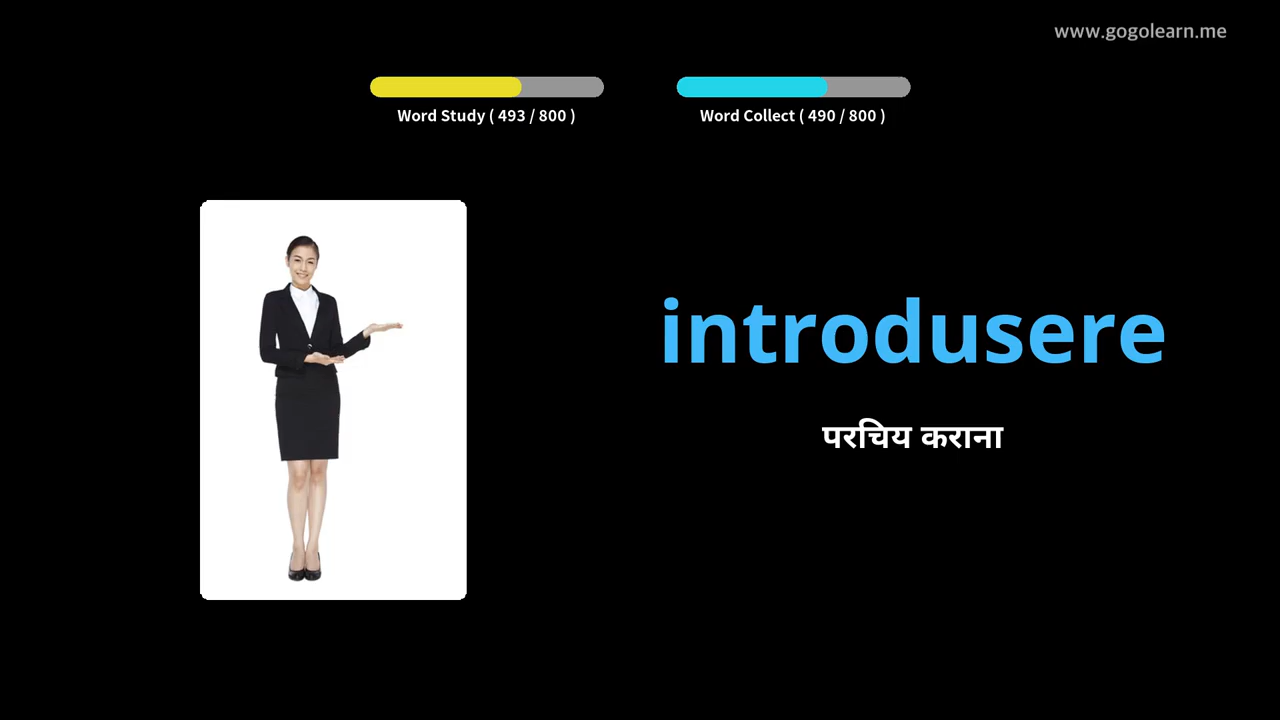 www.gogolearn.me
Word Study ( 493 / 800 )
Word Collect ( 490 / 800 )
introdusere
परिचय कराना